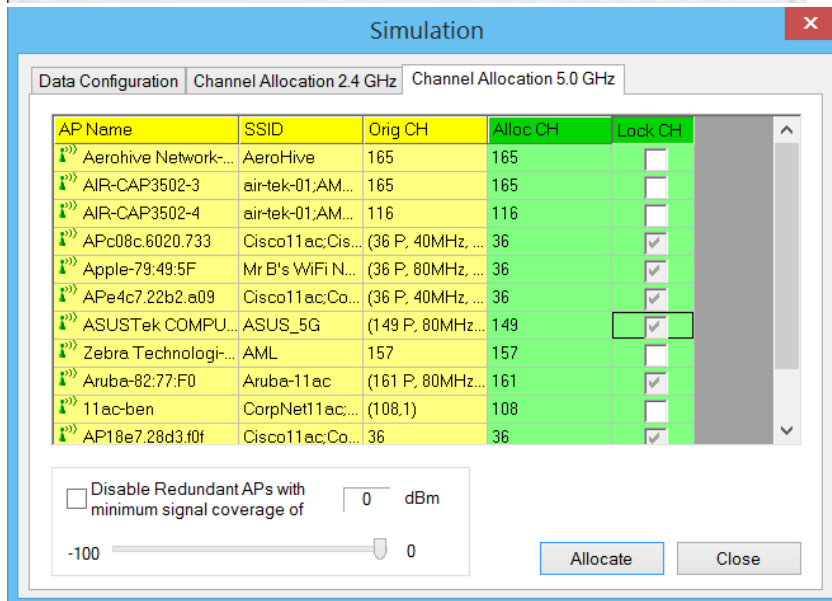 Simulation
Data Configuration Channel Allocation 2.4 GHz Channel Allocation 5.0 GHz
AP Name SSID Orig CH Alloc CH Lock CH
Aerohive Network-... AeroHive 165 165
AIR-CAP3502-3 air-tek-01;AM... 165 165
AIR-CAP3502-4 air-tek-01;AM... 116 116
APc08c.6020.733 Cisco11ac;Cis... (36 P, 40MHz, ... 36
Apple-79:49:5F Mr B's WiFi N... (36 P, 80MHz, ... 36
APe4c7.22b2.a09 Cisco11ac;Co... (36 P, 40MHz, ... 36
ASUSTek COMPU... ASUS_5G (149 P, 80MHz... 149
Zebra Technologi-... AML 157 157
Aruba-82:77:F0 Aruba-11ac (161 P, 80MHz... 161
11ac-ben CorpNet11ac;... (108,1) 108
AP18e7.28d3.f0f Cisco11ac;Co... 36 36
Disable Redundant APs with
minimum signal coverage of 0 dBm
-100 0
Allocate Close